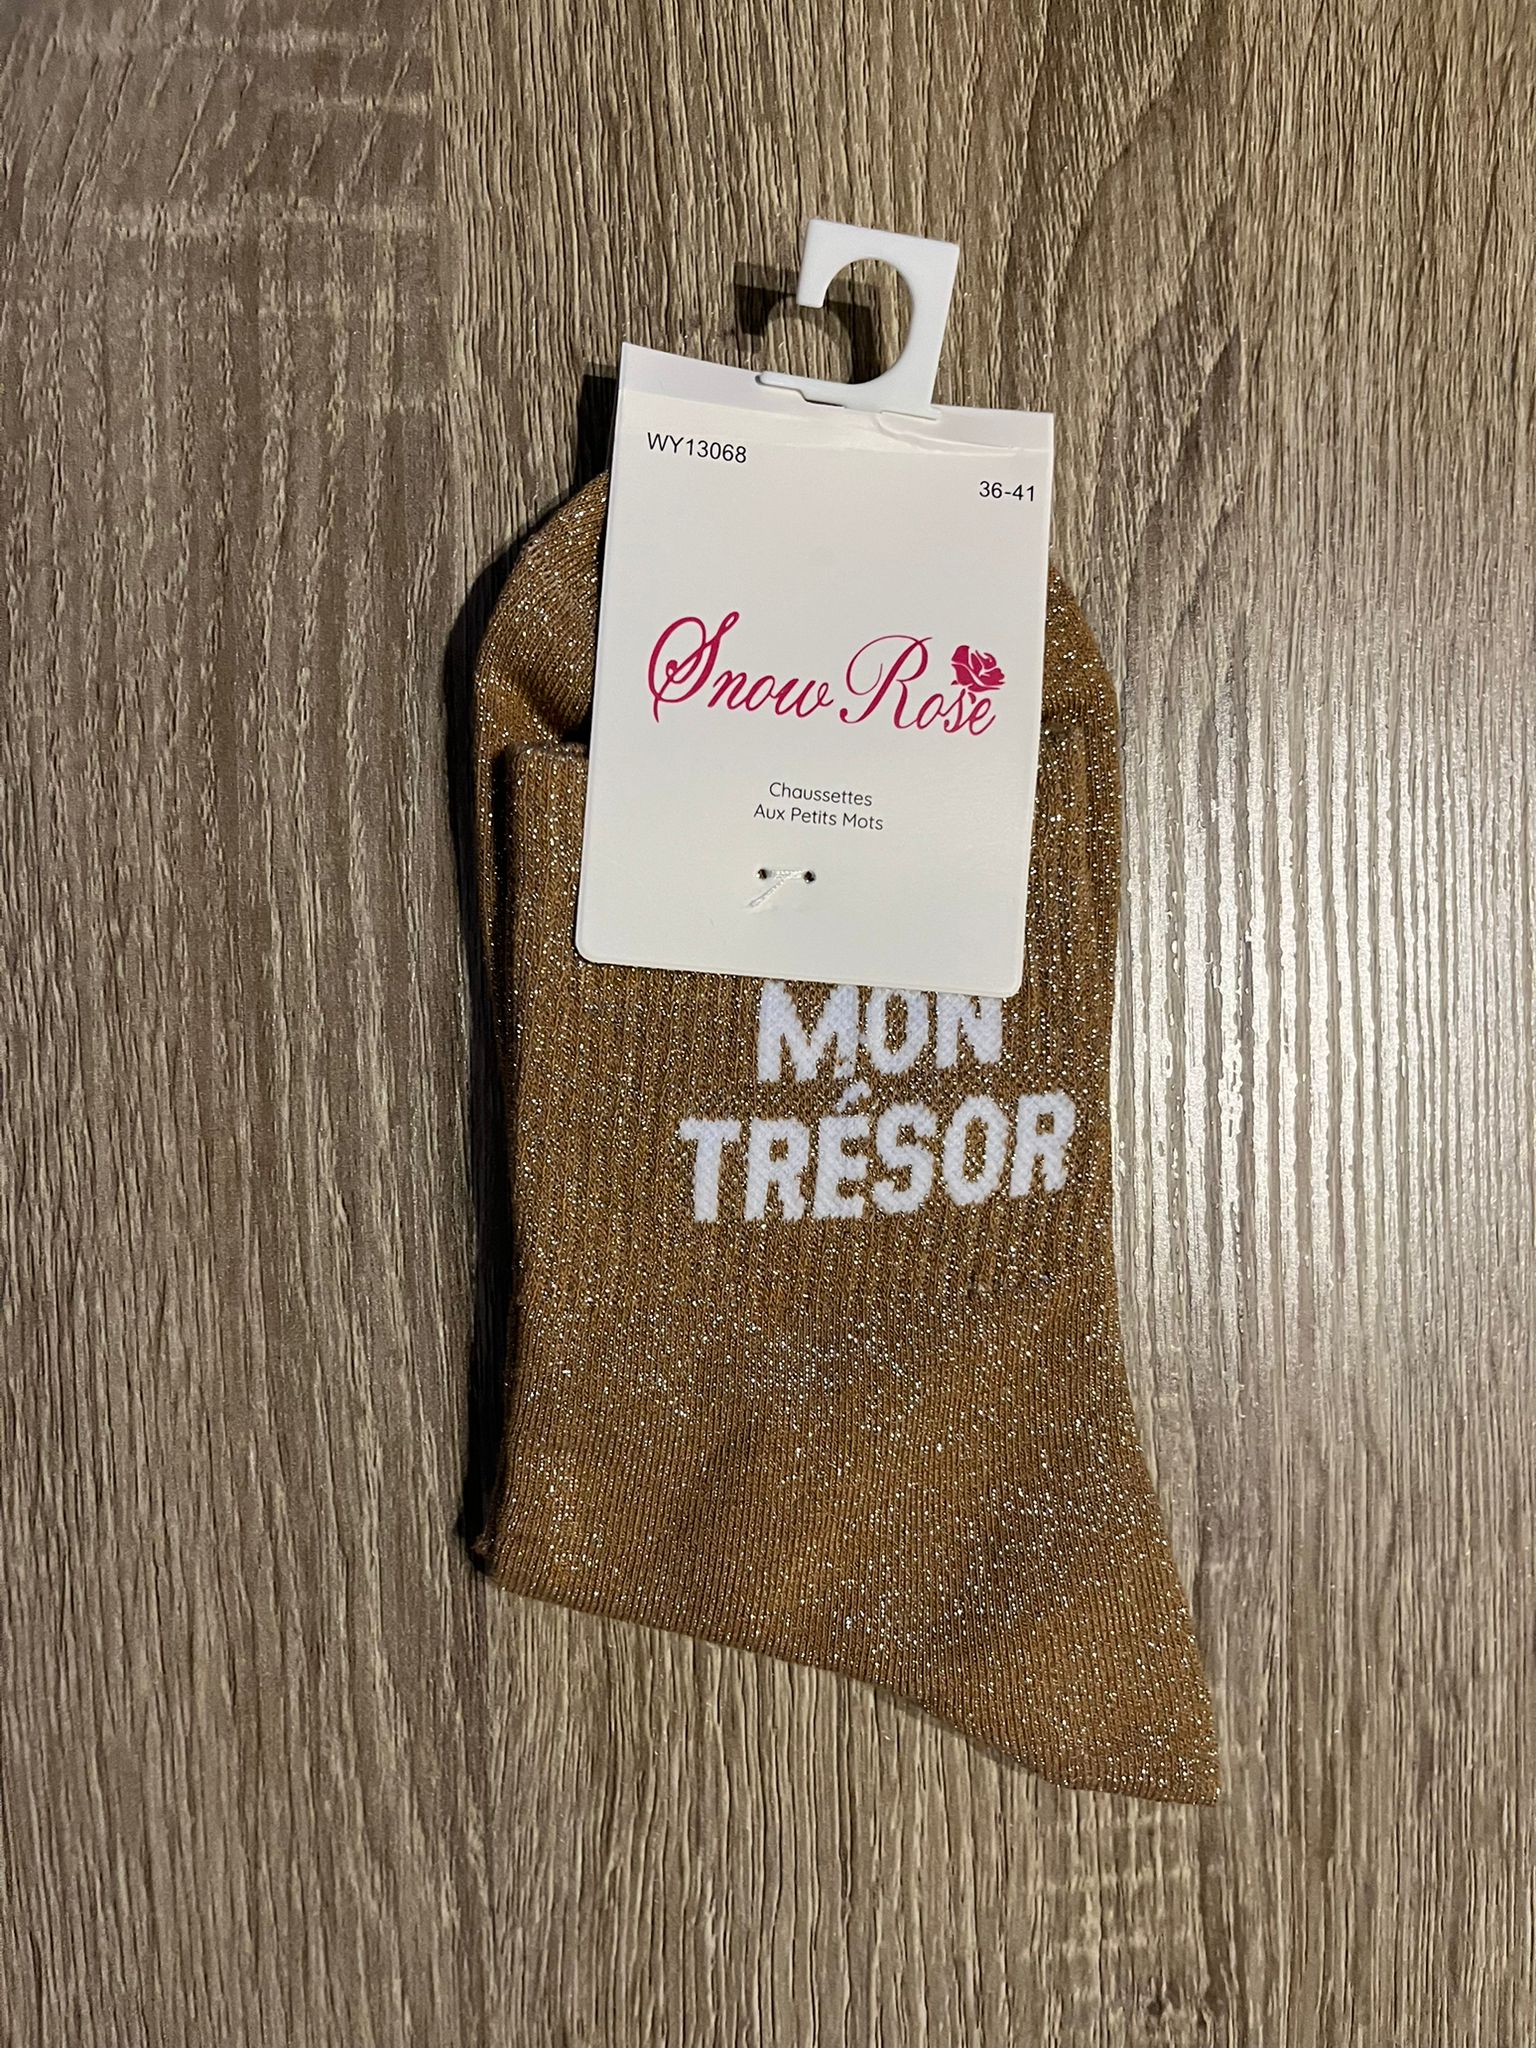 WY13068
36-41
Snow Rose
Chaussettes
Aux Petits Mots
MON
TRÉSOR